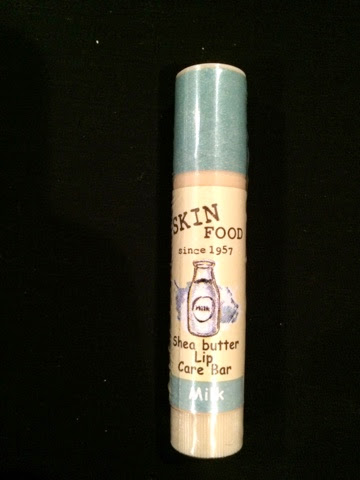 SKIN
FOOD
since 1957
Milk
Shea butter
Lip
Care Bar
Milk